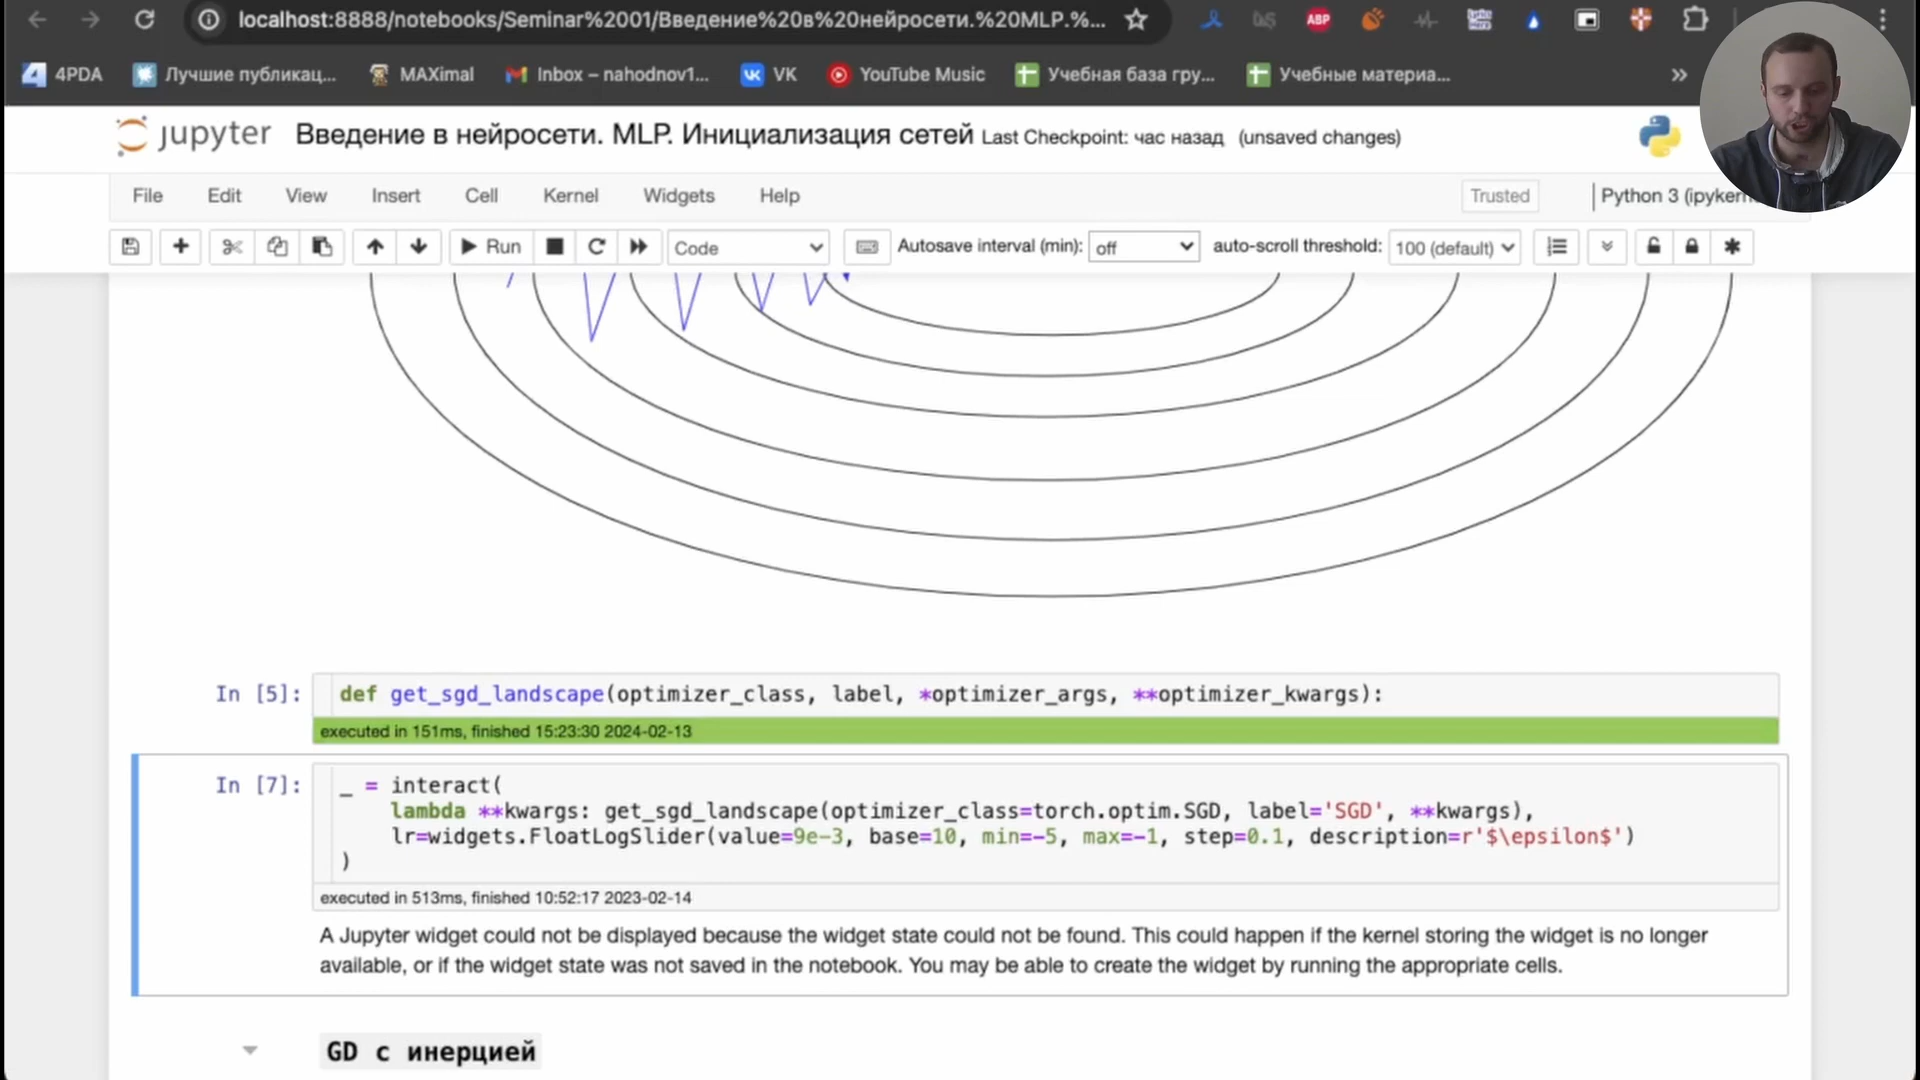 localhost:8888/notebooks/Seminar%2001/Введение%20в%20нейросети.%20MLP.%...
ABP
4PDA
Лучшие публикац...
MAXimal
Inbox – nahodnov1...
VK
YouTube Music
Учебная база гру...
Учебные материа...
»
jupyter
Введение в нейросети. MLP. Инициализация сетей Last Checkpoint: час назад (unsaved changes)
File Edit View Insert Cell Kernel Widgets Help
Trusted
Python 3 (ipykern
Run
Code
Autosave interval (min): off
auto-scroll threshold: 100 (default)
In [5]: def get_sgd_landscape(optimizer_class, label, *optimizer_args, **optimizer_kwargs):
executed in 151ms, finished 15:23:30 2024-02-13
In [7]: _ = interact(
lambda **kwargs: get_sgd_landscape(optimizer_class=torch.optim.SGD, label='SGD', **kwargs),
lr=widgets.FloatLogSlider(value=9e-3, base=10, min=-5, max=-1, step=0.1, description=r'$\epsilon$')
)
executed in 513ms, finished 10:52:17 2023-02-14
A Jupyter widget could not be displayed because the widget state could not be found. This could happen if the kernel storing the widget is no longer
available, or if the widget state was not saved in the notebook. You may be able to create the widget by running the appropriate cells.
GD с инерцией